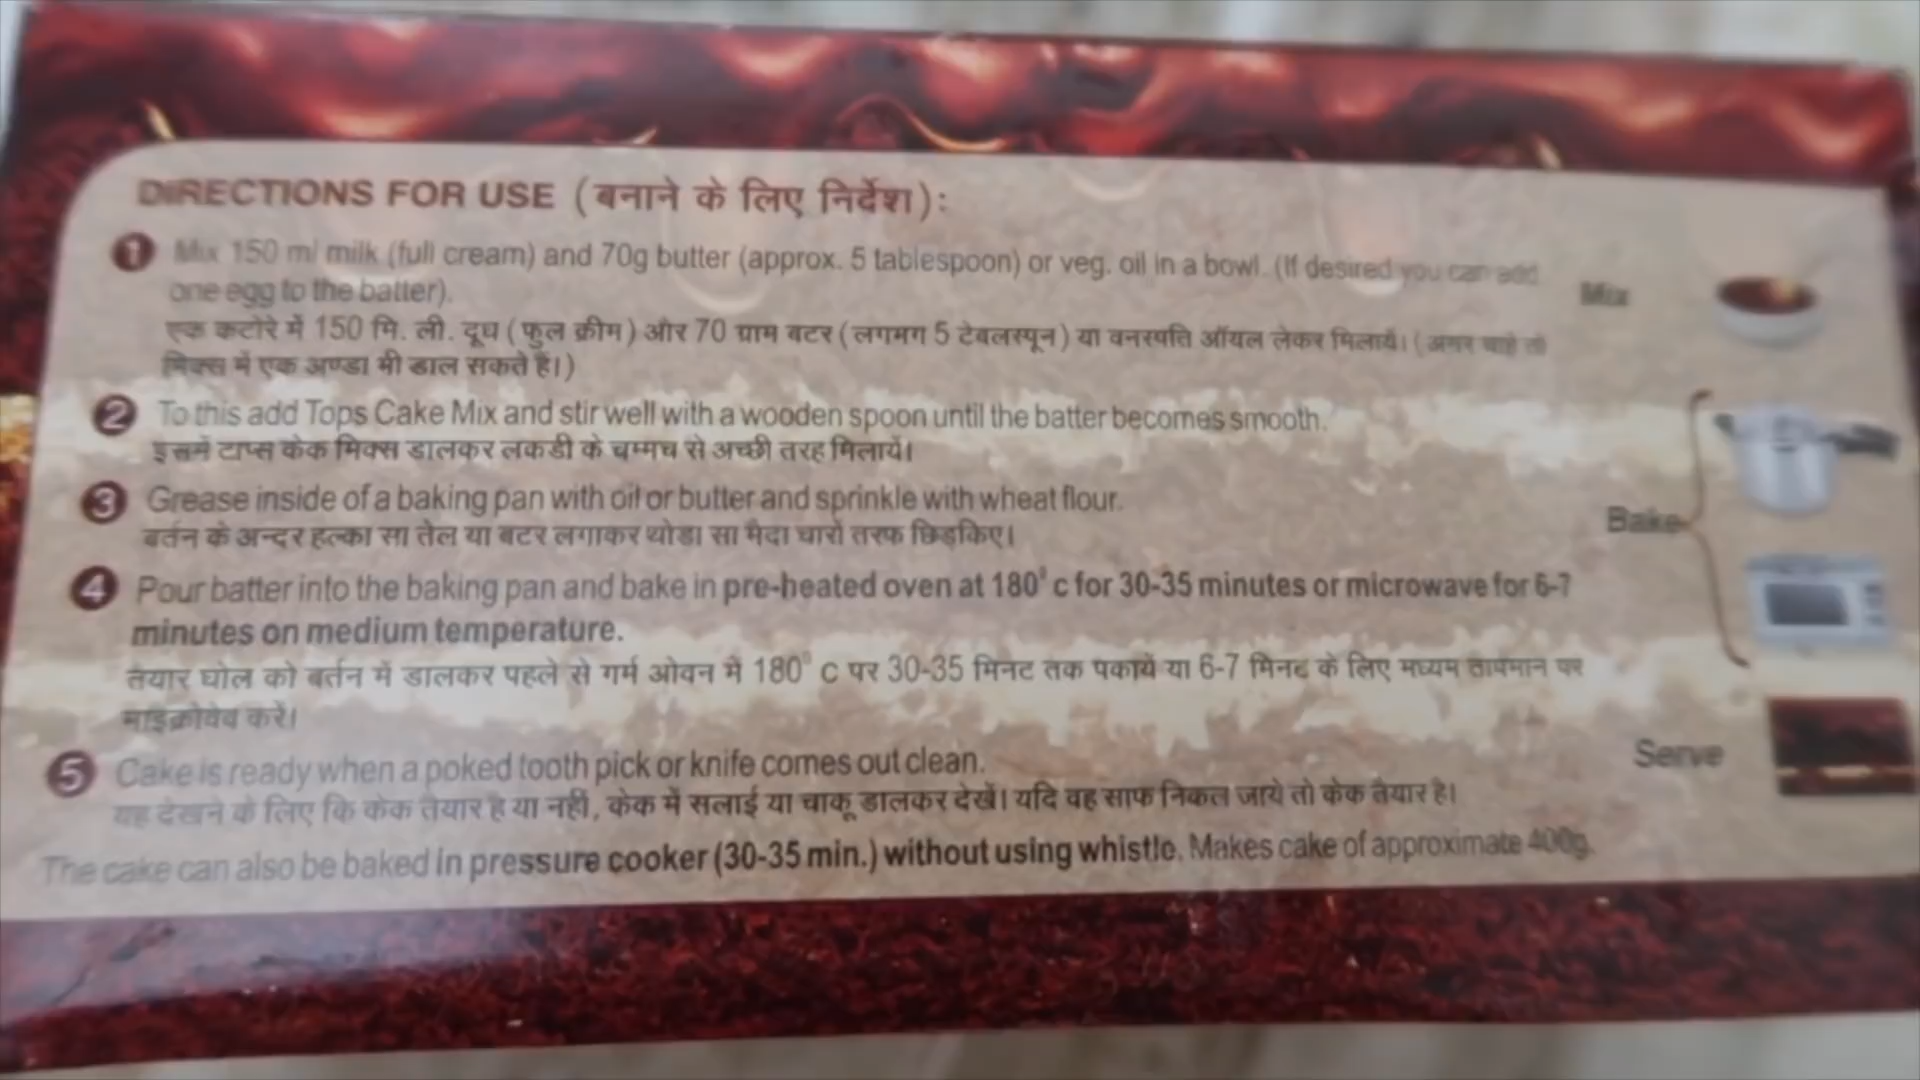 DIRECTIONS FOR USE (बनाने के लिए निर्देश):
1 Mix 150 ml milk (full cream) and 70g butter (approx. 5 tablespoon) or veg. oil in a bowl. (If desired you can add
one egg to the batter).
एक कटोरे में 150 मि. ली. दूध (फुल क्रीम) और 70 ग्राम बटर (लगभग 5 टेबलस्पून) या वनस्पति ऑयल लेकर मिलायें। (अगर चाहे तो
मिक्स में एक अण्डा भी डाल सकते हैं।)
Mix
2 To this add Tops Cake Mix and stir well with a wooden spoon until the batter becomes smooth.
इसमें टाप्स केक मिक्स डालकर लकडी के चम्मच से अच्छी तरह मिलायें।
3 Grease inside of a baking pan with oil or butter and sprinkle with wheat flour.
बर्तन के अन्दर हल्का सा तेल या बटर लगाकर थोडा सा मैदा चारों तरफ छिड़किए।
Bake
4 Pour batter into the baking pan and bake in pre-heated oven at 180° c for 30-35 minutes or microwave for 6-7
minutes on medium temperature.
तैयार घोल को बर्तन में डालकर पहले से गर्म ओवन में 180° c पर 30-35 मिनट तक पकायें या 6-7 मिनट के लिए मध्यम तापमान पर
माइक्रोवेव करें।
5 Cake is ready when a poked tooth pick or knife comes out clean.
यह देखने के लिए कि केक तैयार है या नहीं, केक में सलाई या चाकू डालकर देखें। यदि वह साफ निकल जाये तो केक तैयार है।
Serve
The cake can also be baked in pressure cooker (30-35 min.) without using whistle. Makes cake of approximate 400g.